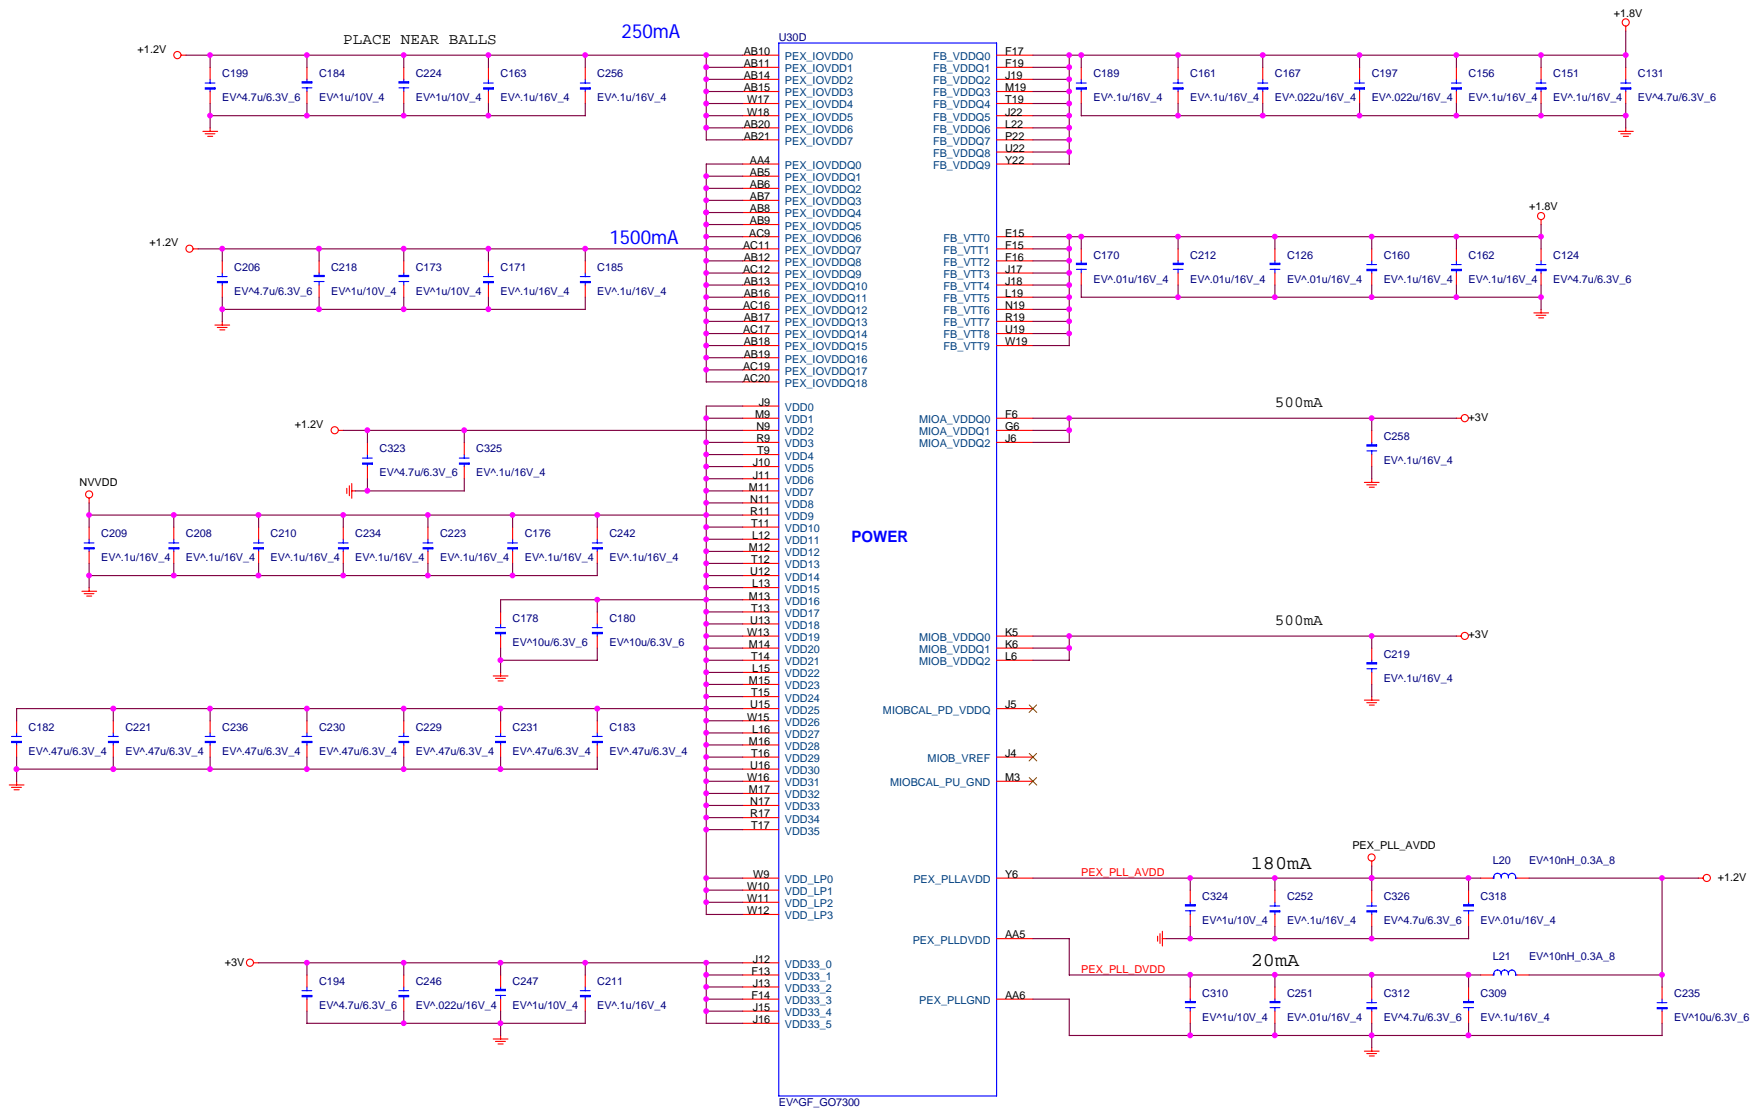 +1.2V
PLACE NEAR BALLS
250mA
C199
EV^4.7u/6.3V_6
C184
EV^1u/10V_4
C224
EV^1u/10V_4
C163
EV^.1u/16V_4
C256
EV^.1u/16V_4
+1.2V
1500mA
C206
EV^4.7u/6.3V_6
C218
EV^1u/10V_4
C173
EV^1u/10V_4
C171
EV^.1u/16V_4
C185
EV^.1u/16V_4
+1.2V
C323
EV^4.7u/6.3V_6
C325
EV^.1u/16V_4
NVVDD
C209
EV^.1u/16V_4
C208
EV^.1u/16V_4
C210
EV^.1u/16V_4
C234
EV^.1u/16V_4
C223
EV^.1u/16V_4
C176
EV^.1u/16V_4
C242
EV^.1u/16V_4
C178
EV^10u/6.3V_6
C180
EV^10u/6.3V_6
C182
EV^.47u/6.3V_4
C221
EV^.47u/6.3V_4
C236
EV^.47u/6.3V_4
C230
EV^.47u/6.3V_4
C229
EV^.47u/6.3V_4
C231
EV^.47u/6.3V_4
C183
EV^.47u/6.3V_4
+3V
C194
EV^4.7u/6.3V_6
C246
EV^.022u/16V_4
C247
EV^1u/10V_4
C211
EV^.1u/16V_4
U30D
AB10 PEX_IOVDD0
AB11 PEX_IOVDD1
AB14 PEX_IOVDD2
AB15 PEX_IOVDD3
W17 PEX_IOVDD4
W18 PEX_IOVDD5
AB20 PEX_IOVDD6
AB21 PEX_IOVDD7
AA4 PEX_IOVDDQ0
AB5 PEX_IOVDDQ1
AB6 PEX_IOVDDQ2
AB7 PEX_IOVDDQ3
AB8 PEX_IOVDDQ4
AB9 PEX_IOVDDQ5
AC9 PEX_IOVDDQ6
AC11 PEX_IOVDDQ7
AB12 PEX_IOVDDQ8
AC12 PEX_IOVDDQ9
AB13 PEX_IOVDDQ10
AB16 PEX_IOVDDQ11
AC16 PEX_IOVDDQ12
AB17 PEX_IOVDDQ13
AC17 PEX_IOVDDQ14
AB18 PEX_IOVDDQ15
AB19 PEX_IOVDDQ16
AC19 PEX_IOVDDQ17
AC20 PEX_IOVDDQ18
J9 VDD0
M9 VDD1
N9 VDD2
R9 VDD3
T9 VDD4
J10 VDD5
J11 VDD6
M11 VDD7
N11 VDD8
R11 VDD9
T11 VDD10
L12 VDD11
M12 VDD12
T12 VDD13
U12 VDD14
L13 VDD15
M13 VDD16
T13 VDD17
U13 VDD18
W13 VDD19
M14 VDD20
T14 VDD21
L15 VDD22
M15 VDD23
T15 VDD24
U15 VDD25
W15 VDD26
L16 VDD27
M16 VDD28
T16 VDD29
U16 VDD30
W16 VDD31
M17 VDD32
N17 VDD33
R17 VDD34
T17 VDD35
W9 VDD_LP0
W10 VDD_LP1
W11 VDD_LP2
W12 VDD_LP3
J12 VDD33_0
F13 VDD33_1
J13 VDD33_2
F14 VDD33_3
J15 VDD33_4
J16 VDD33_5
POWER
FB_VDDQ0 F17
FB_VDDQ1 F19
FB_VDDQ2 J19
FB_VDDQ3 M19
FB_VDDQ4 T19
FB_VDDQ5 J22
FB_VDDQ6 L22
FB_VDDQ7 P22
FB_VDDQ8 U22
FB_VDDQ9 Y22
FB_VTT0 E15
FB_VTT1 F15
FB_VTT2 F16
FB_VTT3 J17
FB_VTT4 J18
FB_VTT5 L19
FB_VTT6 N19
FB_VTT7 R19
FB_VTT8 U19
FB_VTT9 W19
MIOA_VDDQ0 F6
MIOA_VDDQ1 G6
MIOA_VDDQ2 J6
MIOB_VDDQ0 K5
MIOB_VDDQ1 K6
MIOB_VDDQ2 L6
MIOBCAL_PD_VDDQ J5
MIOB_VREF J4
MIOBCAL_PU_GND M3
PEX_PLLAVDD Y6
PEX_PLLDVDD AA5
PEX_PLLGND AA6
EV^GF_GO7300
+1.8V
C189
EV^.1u/16V_4
C161
EV^.1u/16V_4
C167
EV^.022u/16V_4
C197
EV^.022u/16V_4
C156
EV^.1u/16V_4
C151
EV^.1u/16V_4
C131
EV^4.7u/6.3V_6
+1.8V
C170
EV^.01u/16V_4
C212
EV^.01u/16V_4
C126
EV^.01u/16V_4
C160
EV^.1u/16V_4
C162
EV^.1u/16V_4
C124
EV^4.7u/6.3V_6
500mA
+3V
C258
EV^.1u/16V_4
500mA
+3V
C219
EV^.1u/16V_4
PEX_PLL_AVDD
PEX_PLL_AVDD
180mA
L20
EV^10nH_0.3A_8
+1.2V
C324
EV^1u/10V_4
C252
EV^.1u/16V_4
C326
EV^4.7u/6.3V_6
C318
EV^.01u/16V_4
PEX_PLL_DVDD
20mA
L21
EV^10nH_0.3A_8
C310
EV^1u/10V_4
C251
EV^.01u/16V_4
C312
EV^4.7u/6.3V_6
C309
EV^.1u/16V_4
C235
EV^10u/6.3V_6